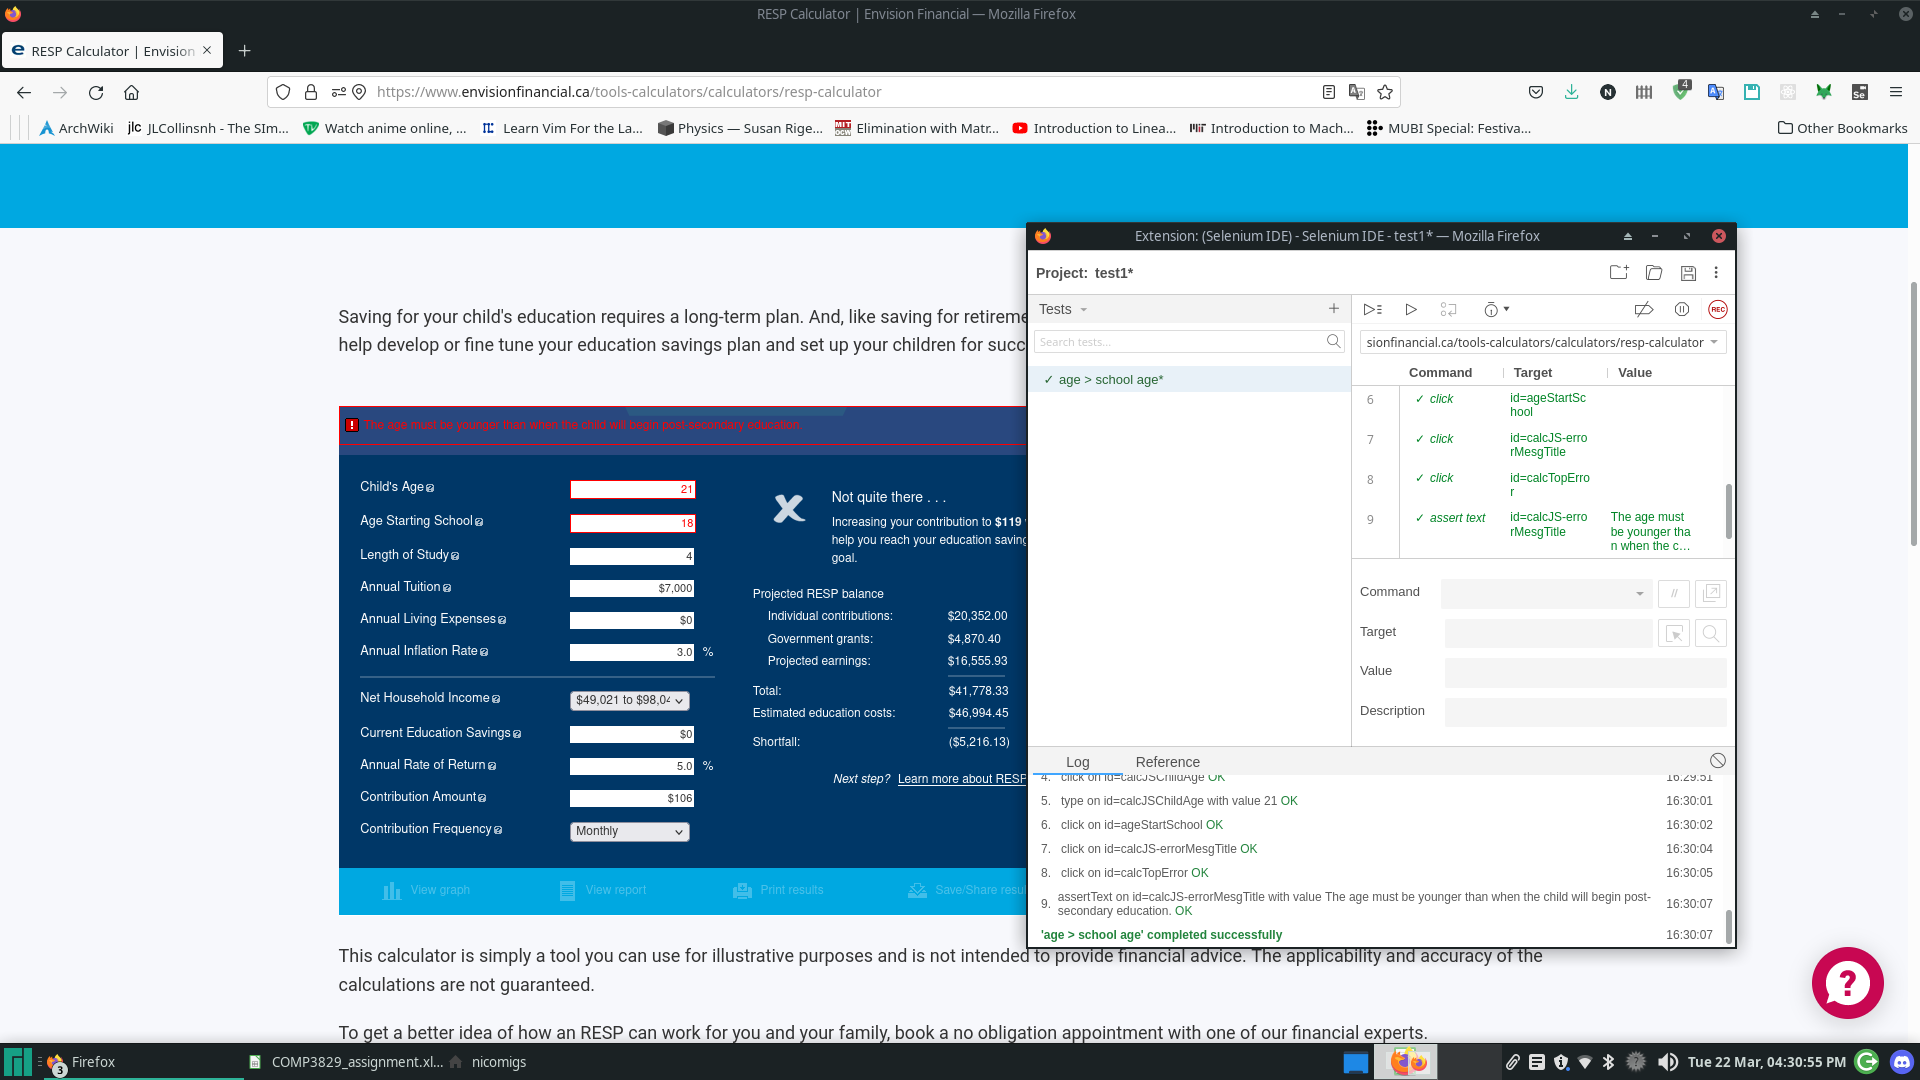 RESP Calculator | Envision Financial — Mozilla Firefox
RESP Calculator | Envision
https://www.envisionfinancial.ca/tools-calculators/calculators/resp-calculator
4
ArchWiki
jlc JLCollinsnh - The SIm...
Watch anime online, ...
Learn Vim For the La...
Physics — Susan Rige...
Elimination with Matr...
Introduction to Linea...
Introduction to Mach...
MUBI Special: Festiva...
Other Bookmarks
Saving for your child's education requires a long-term plan. And, like saving for retireme
help develop or fine tune your education savings plan and set up your children for succ
The age must be younger than when the child will begin post-secondary education.
Child's Age
21
Age Starting School
18
Length of Study
4
Annual Tuition
$7,000
Annual Living Expenses
$0
Annual Inflation Rate
3.0 %
Net Household Income
$49,021 to $98,04
Current Education Savings
$0
Annual Rate of Return
5.0 %
Contribution Amount
$106
Contribution Frequency
Monthly
Not quite there . . .
Increasing your contribution to $119
help you reach your education saving
goal.
Projected RESP balance
Individual contributions: $20,352.00
Government grants: $4,870.40
Projected earnings: $16,555.93
Total: $41,778.33
Estimated education costs: $46,994.45
Shortfall: ($5,216.13)
Next step? Learn more about RESP
View graph
View report
Print results
Save/Share resul
This calculator is simply a tool you can use for illustrative purposes and is not intended to provide financial advice. The applicability and accuracy of the
calculations are not guaranteed.
To get a better idea of how an RESP can work for you and your family, book a no obligation appointment with one of our financial experts.
Extension: (Selenium IDE) - Selenium IDE - test1* — Mozilla Firefox
Project: test1*
Tests
REC
Search tests...
sionfinancial.ca/tools-calculators/calculators/resp-calculator
✓ age > school age*
Command Target Value
6 ✓ click id=ageStartSc
hool
7 ✓ click id=calcJS-erro
rMesgTitle
8 ✓ click id=calcTopErro
r
9 ✓ assert text id=calcJS-erro
rMesgTitle
The age must
be younger tha
n when the c...
Command
//
Target
Value
Description
Log
Reference
4. click on id=calcJSChildAge OK 16:29:51
5. type on id=calcJSChildAge with value 21 OK 16:30:01
6. click on id=ageStartSchool OK 16:30:02
7. click on id=calcJS-errorMesgTitle OK 16:30:04
8. click on id=calcTopError OK 16:30:05
9. assertText on id=calcJS-errorMesgTitle with value The age must be younger than when the child will begin post-
secondary education. OK 16:30:07
'age > school age' completed successfully 16:30:07
3
Firefox
COMP3829_assignment.xl...
nicomigs
Tue 22 Mar, 04:30:55 PM